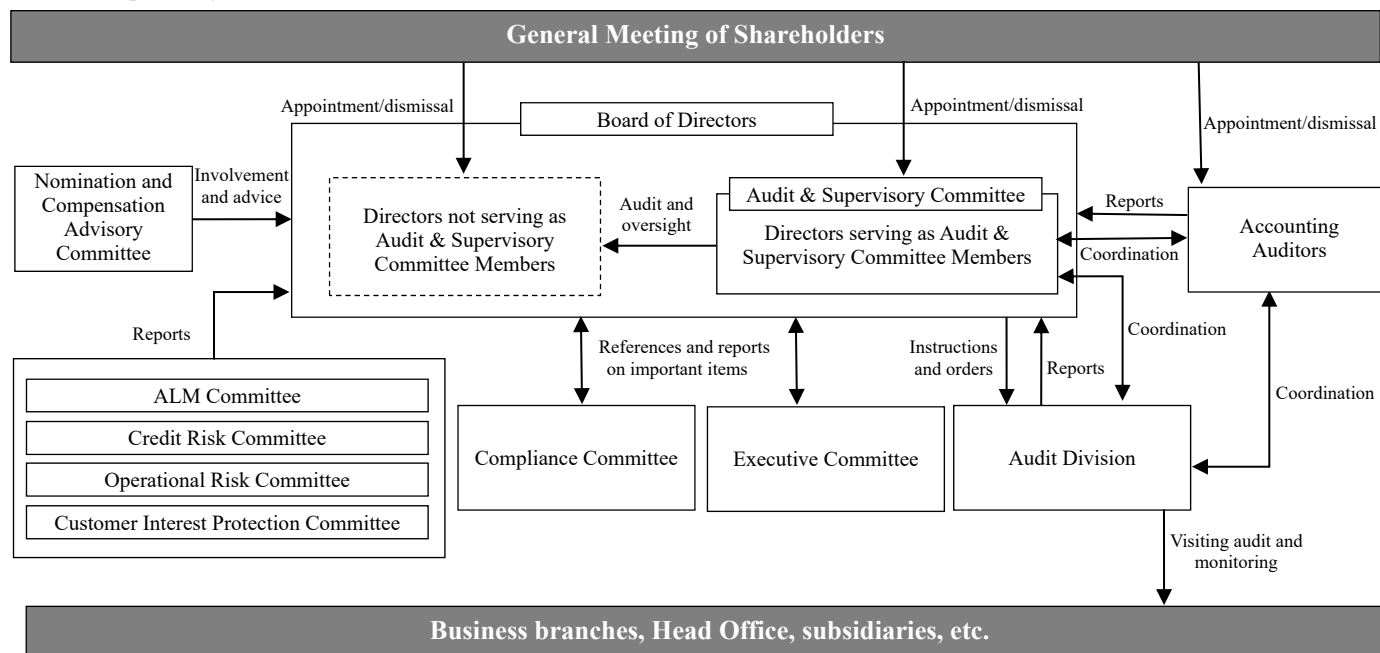 General Meeting of Shareholders
Appointment/dismissal
Appointment/dismissal
Appointment/dismissal
Board of Directors
Nomination and
Compensation
Advisory
Committee
Involvement
and advice
Directors not serving as
Audit & Supervisory
Committee Members
Audit and
oversight
Audit & Supervisory Committee
Directors serving as Audit &
Supervisory Committee Members
Reports
Coordination
Accounting
Auditors
Reports
References and reports
on important items
Instructions
and orders
Reports
Coordination
Coordination
ALM Committee
Credit Risk Committee
Operational Risk Committee
Customer Interest Protection Committee
Compliance Committee
Executive Committee
Audit Division
Visiting audit and
monitoring
Business branches, Head Office, subsidiaries, etc.